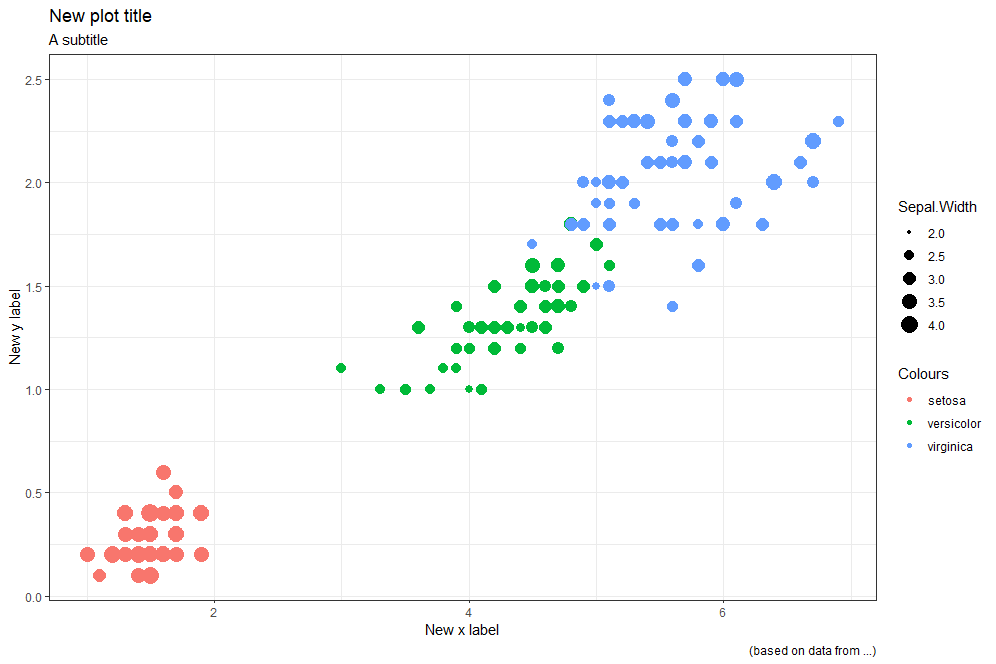 New plot title
A subtitle
2.5
2.0
1.5
1.0
0.5
0.0
New y label
2
4
6
New x label
(based on data from ...)
Sepal.Width
2.0
2.5
3.0
3.5
4.0
Colours
setosa
versicolor
virginica